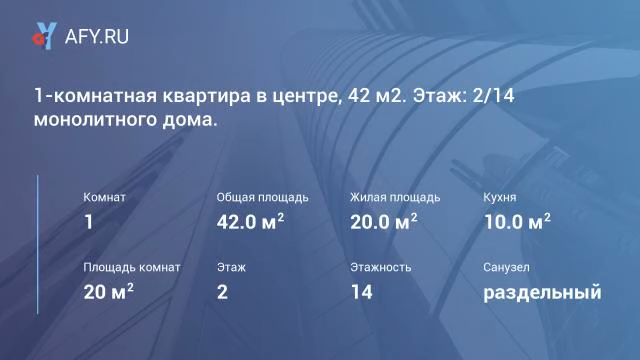 AFY.RU
1-комнатная квартира в центре, 42 м2. Этаж: 2/14
монолитного дома.
Комнат
Общая площадь
Жилая площадь
Кухня
1
42.0 м²
20.0 м²
10.0 м²
Площадь комнат
Этаж
Этажность
Санузел
20 м²
2
14
раздельный